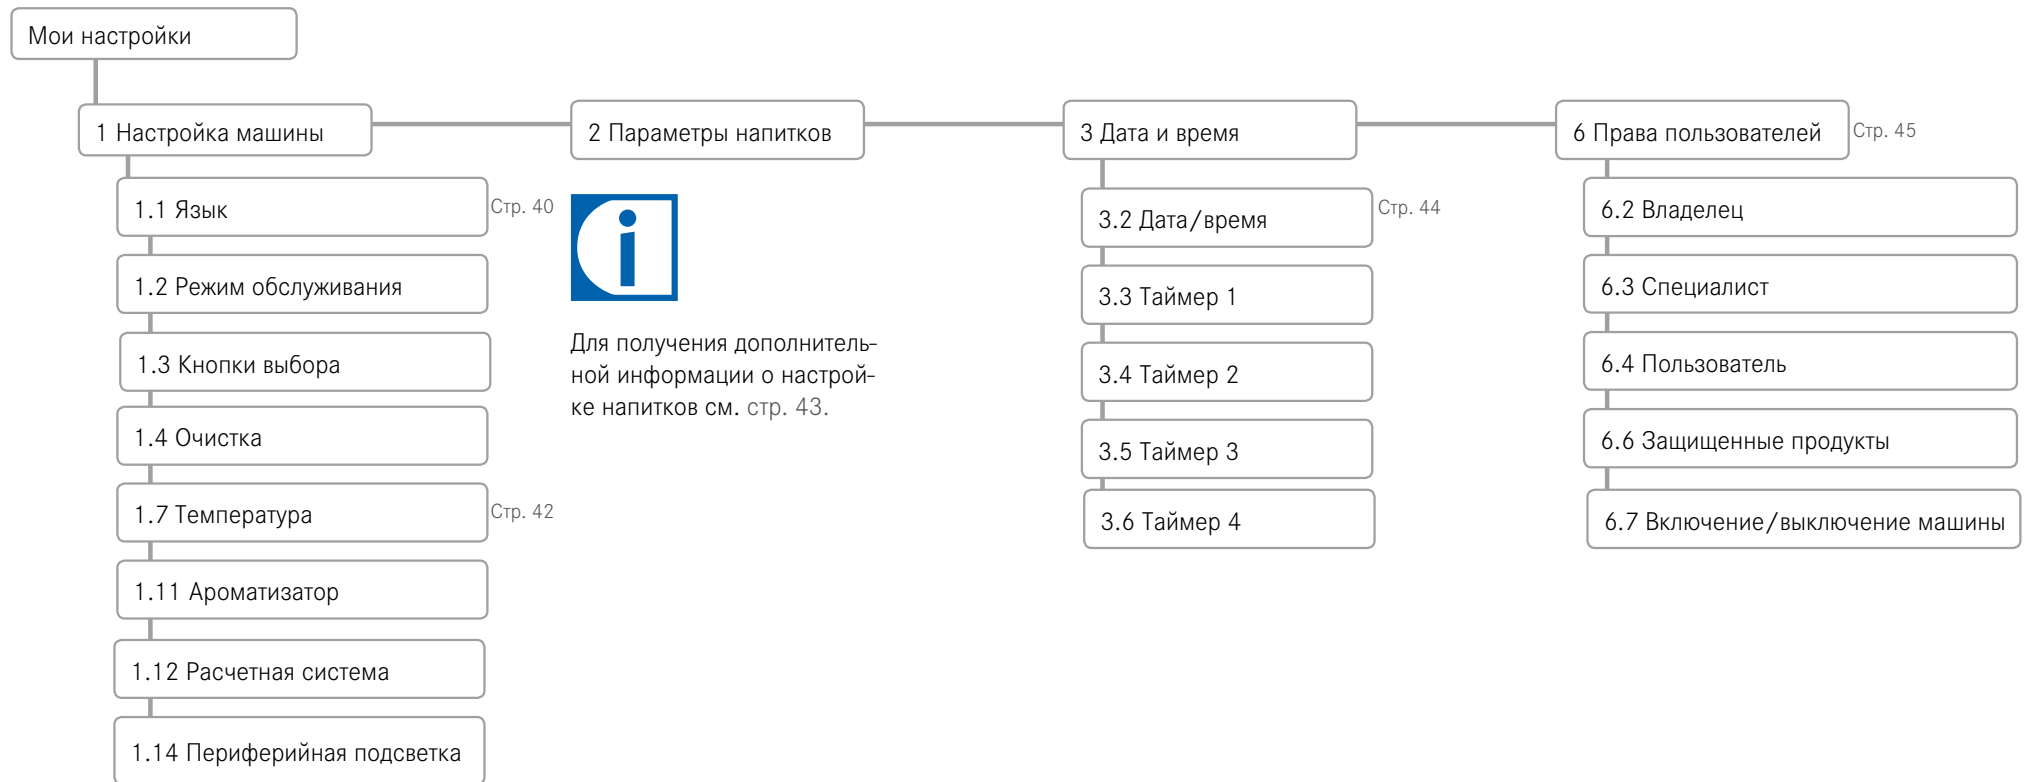 Мои настройки
1 Настройка машины
1.1 Язык
Стр. 40
1.2 Режим обслуживания
1.3 Кнопки выбора
1.4 Очистка
1.7 Температура
Стр. 42
1.11 Ароматизатор
1.12 Расчетная система
1.14 Периферийная подсветка
2 Параметры напитков
i
Для получения дополнитель-
ной информации о настрой-
ке напитков см. стр. 43.
3 Дата и время
3.2 Дата/время
Стр. 44
3.3 Таймер 1
3.4 Таймер 2
3.5 Таймер 3
3.6 Таймер 4
6 Права пользователей
Стр. 45
6.2 Владелец
6.3 Специалист
6.4 Пользователь
6.6 Защищенные продукты
6.7 Включение/выключение машины